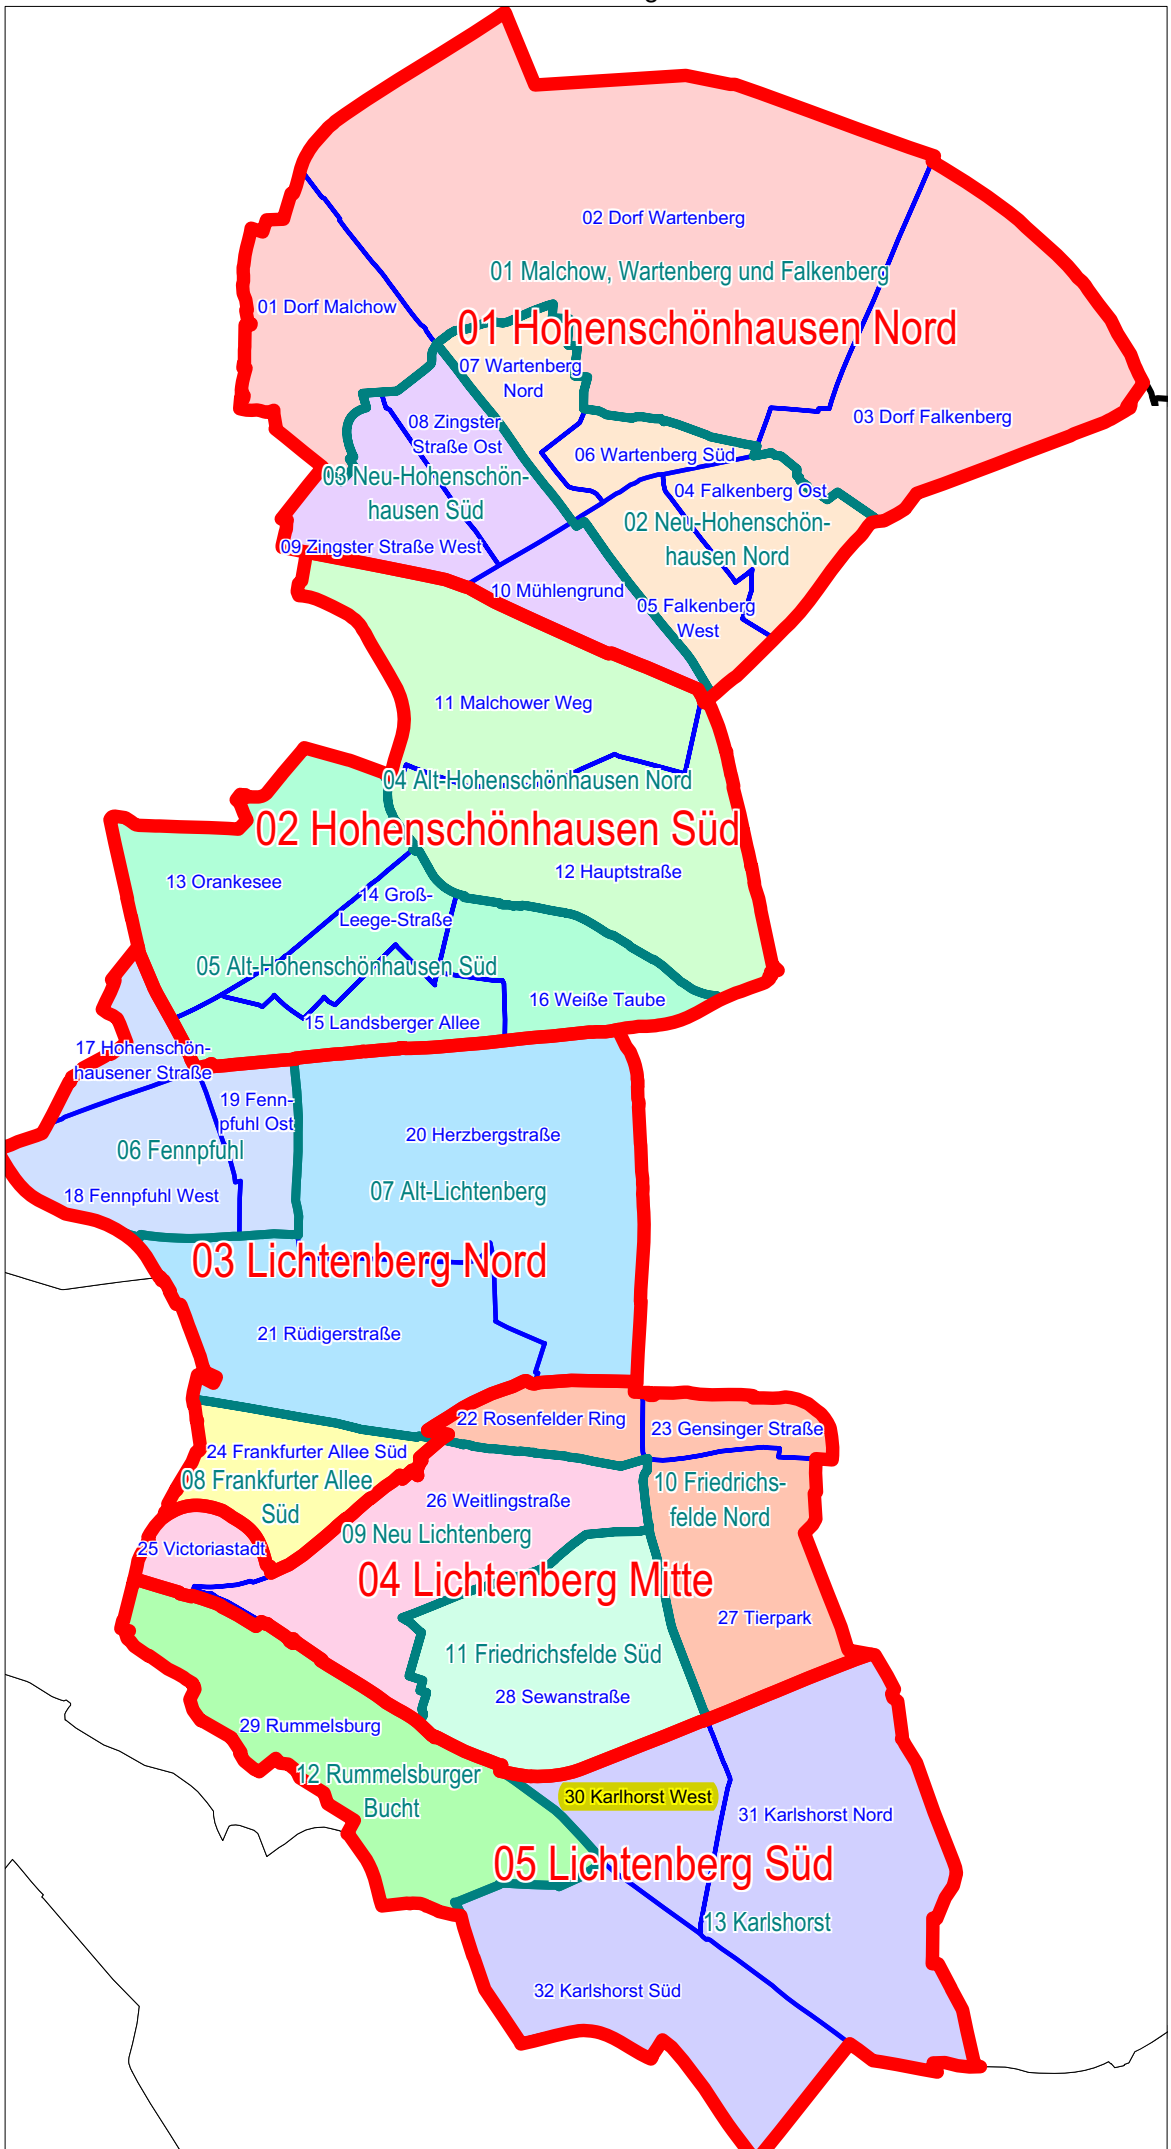 02 Dorf Wartenberg
01 Malchow, Wartenberg und Falkenberg
01 Dorf Malchow
01 Hohenschönhausen Nord
07 Wartenberg
Nord
03 Dorf Falkenberg
08 Zingster
Straße Ost
06 Wartenberg Süd
03 Neu-Hohenschön-
hausen Süd
04 Falkenberg Ost
02 Neu-Hohenschön-
hausen Nord
09 Zingster Straße West
10 Mühlengrund
05 Falkenberg
West
11 Malchower Weg
04 Alt-Hohenschönhausen Nord
02 Hohenschönhausen Süd
12 Hauptstraße
13 Orankesee
14 Groß-
Leege-Straße
05 Alt-Hohenschönhausen Süd
16 Weiße Taube
15 Landsberger Allee
17 Hohenschön-
hausener Straße
19 Fenn-
pfuhl Ost
20 Herzbergstraße
06 Fennpfuhl
18 Fennpfuhl West
07 Alt-Lichtenberg
03 Lichtenberg Nord
21 Rüdigerstraße
22 Rosenfelder Ring
23 Gensinger Straße
24 Frankfurter Allee Süd
08 Frankfurter Allee
Süd
10 Friedrichs-
felde Nord
26 Weitlingstraße
09 Neu Lichtenberg
25 Victoriastadt
04 Lichtenberg Mitte
27 Tierpark
11 Friedrichsfelde Süd
28 Sewanstraße
29 Rummelsburg
12 Rummelsburger
Bucht
30 Karlhorst West
31 Karlshorst Nord
05 Lichtenberg Süd
13 Karlshorst
32 Karlshorst Süd